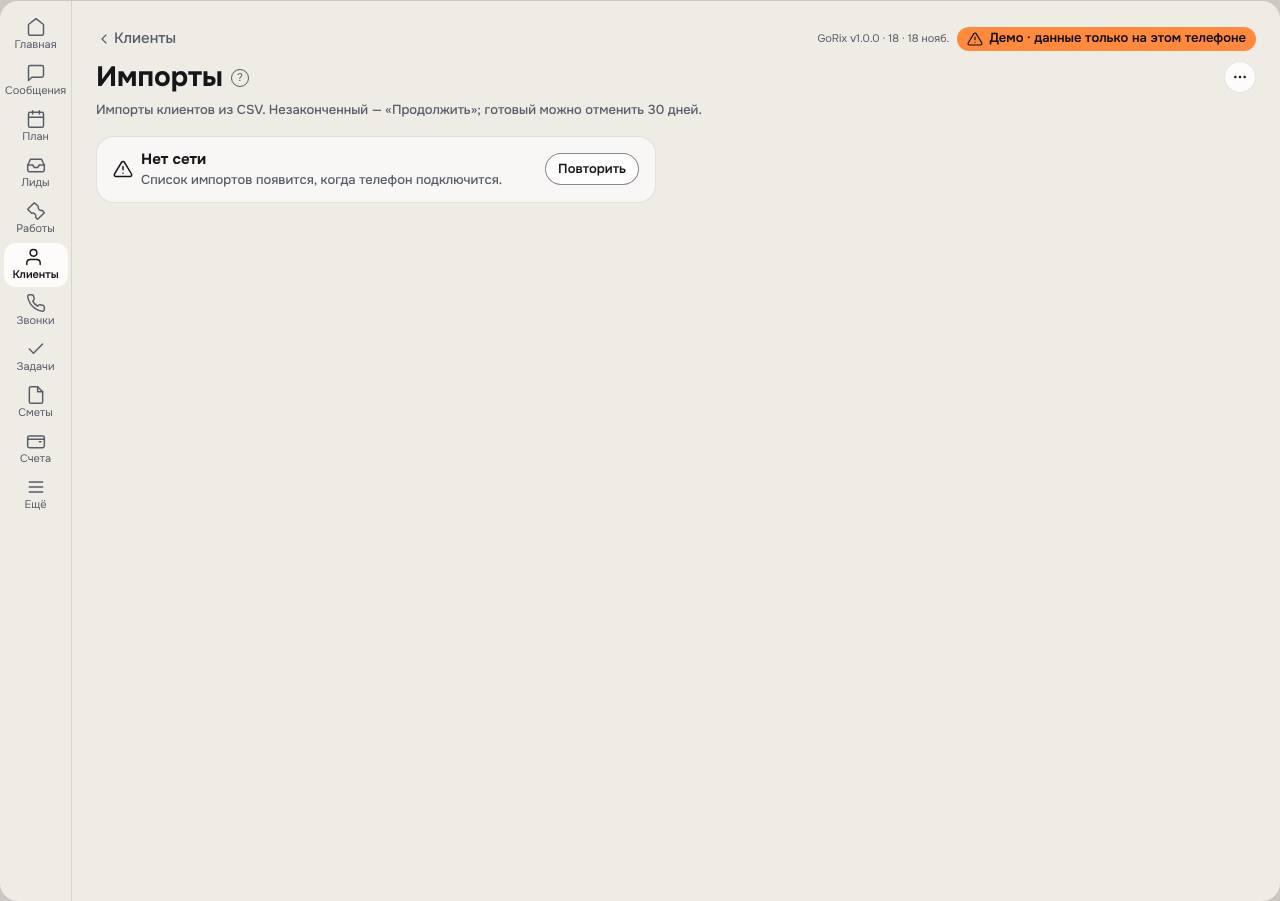 Главная
Сообщения
План
Лиды
Работы
Клиенты
Звонки
Задачи
Сметы
Счета
Ещё
Клиенты
GoRix v1.0.0 · 18 · 18 нояб.
Демо · данные только на этом телефоне
Импорты ?
Импорты клиентов из CSV. Незаконченный — «Продолжить»; готовый можно отменить 30 дней.
Нет сети
Список импортов появится, когда телефон подключится.
Повторить